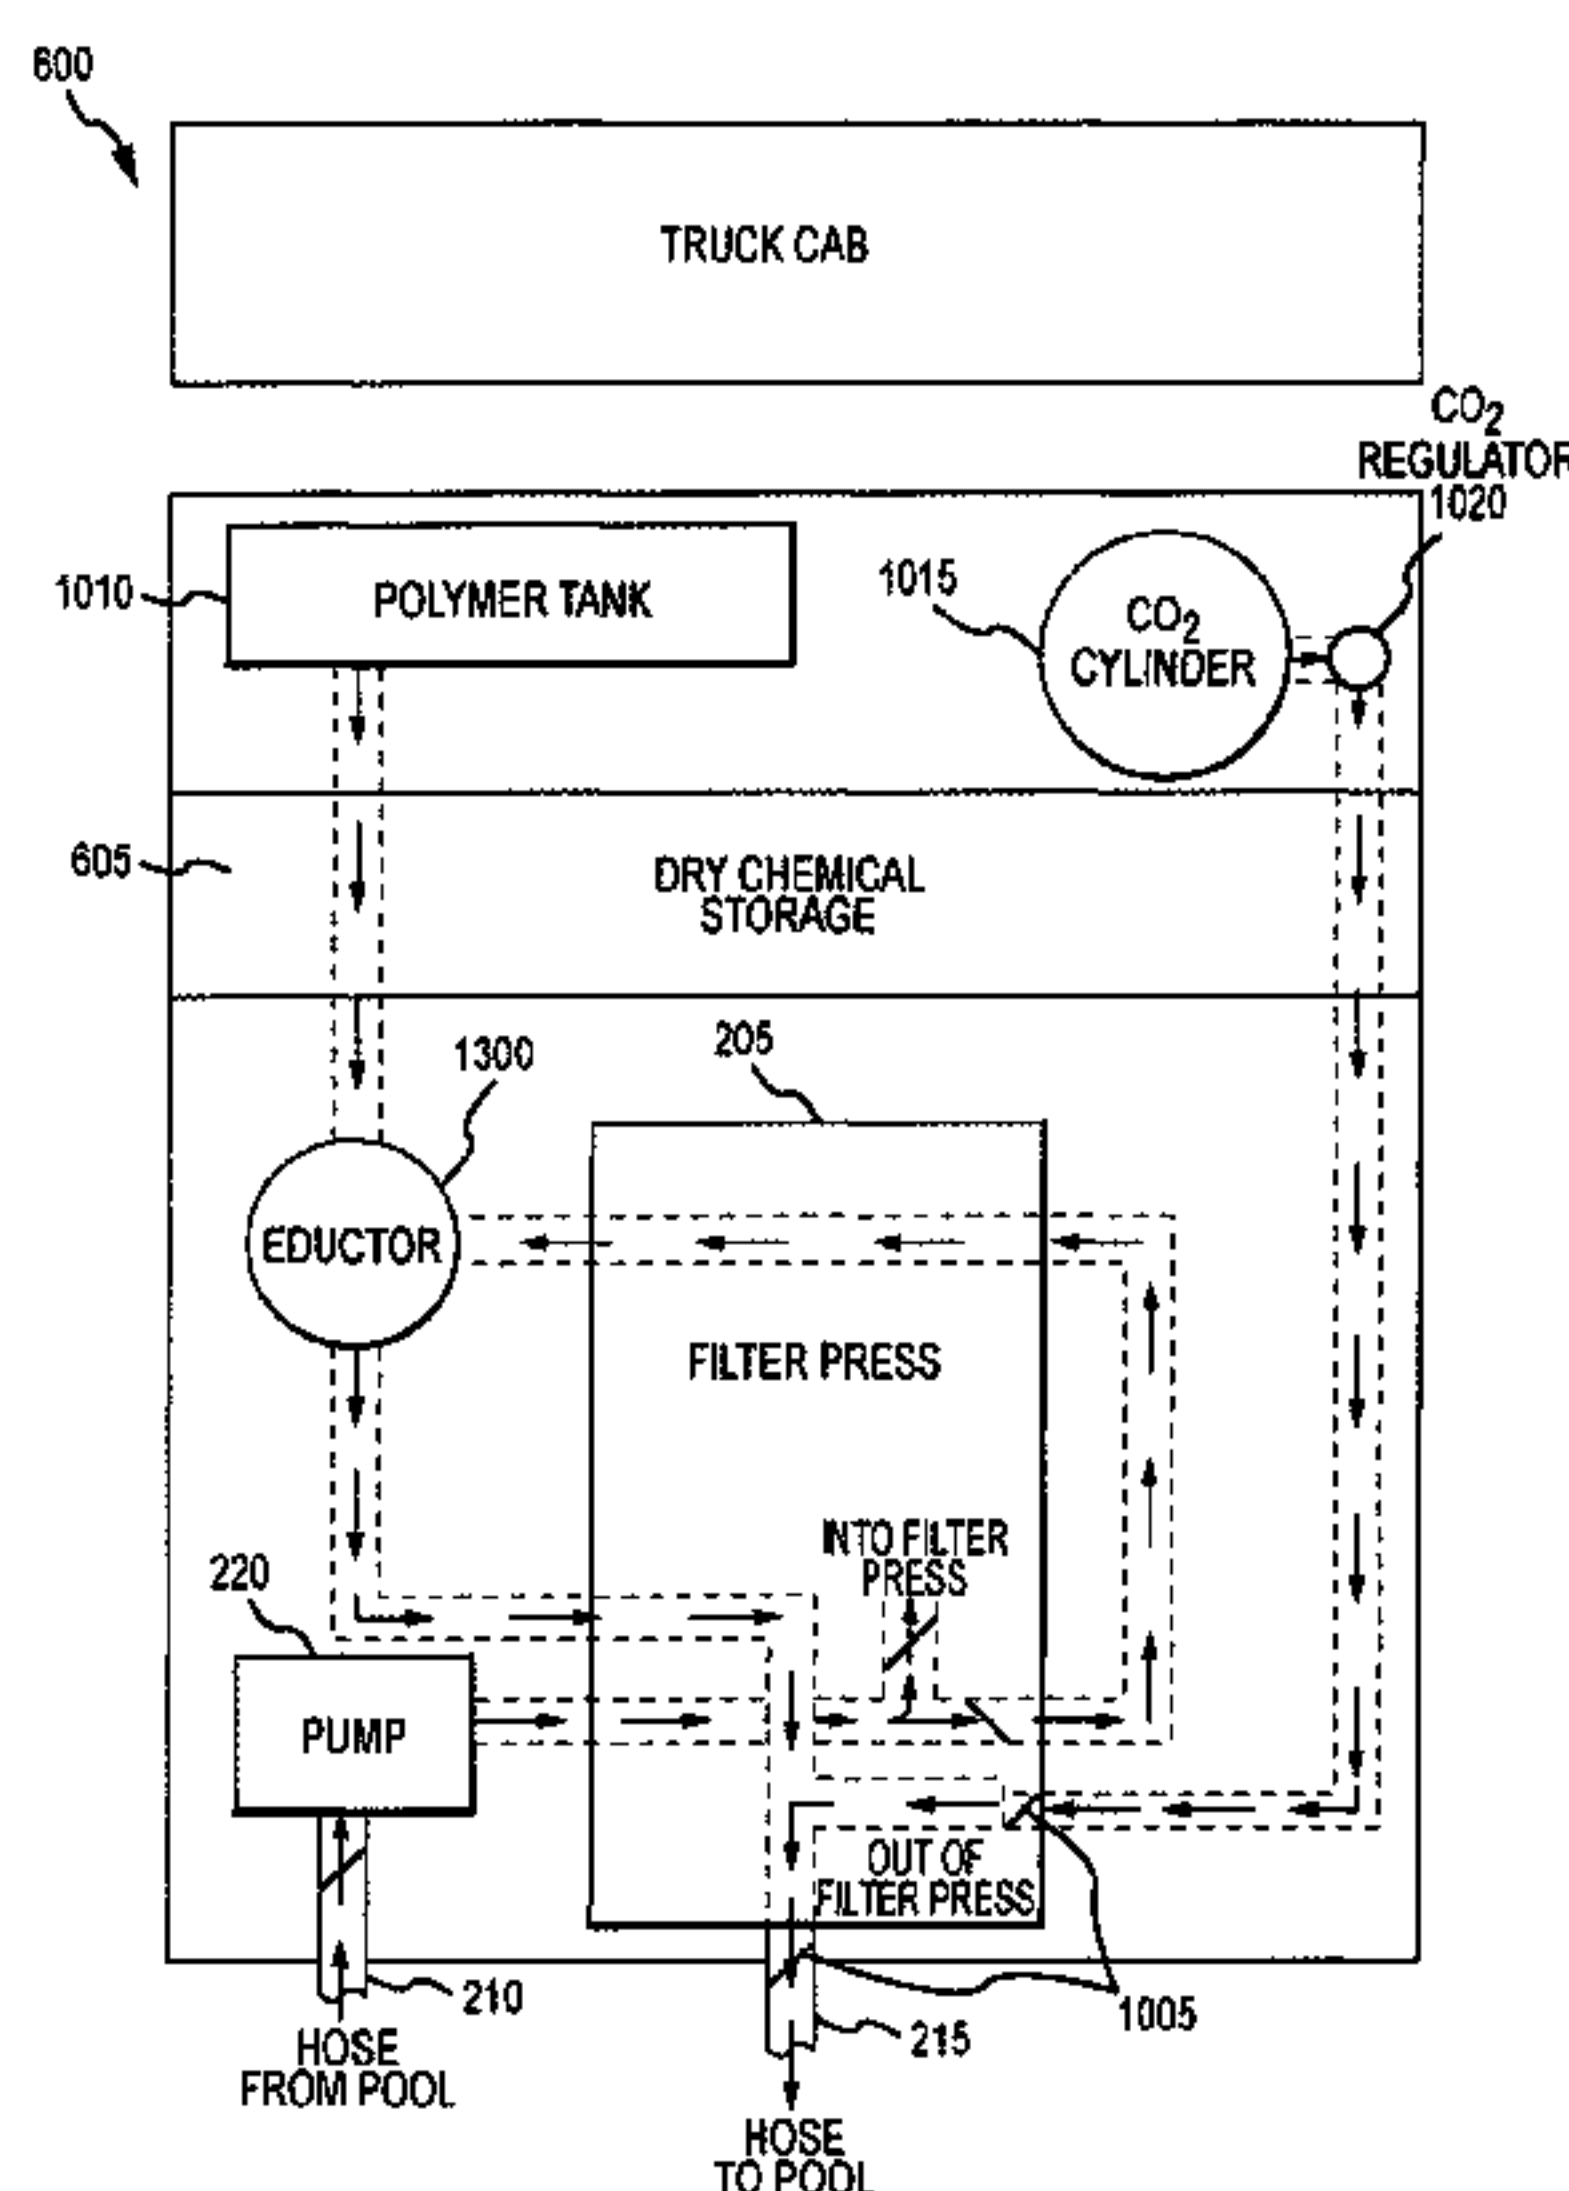 600
TRUCK CAB
CO2
REGULATOR
1020
1010
POLYMER TANK
1015
CO2
CYLINDER
605
DRY CHEMICAL
STORAGE
1300
205
EDUCTOR
FILTER PRESS
INTO FILTER
PRESS
220
PUMP
OUT OF
FILTER PRESS
210
1005
215
HOSE
FROM POOL
HOSE
TO POOL